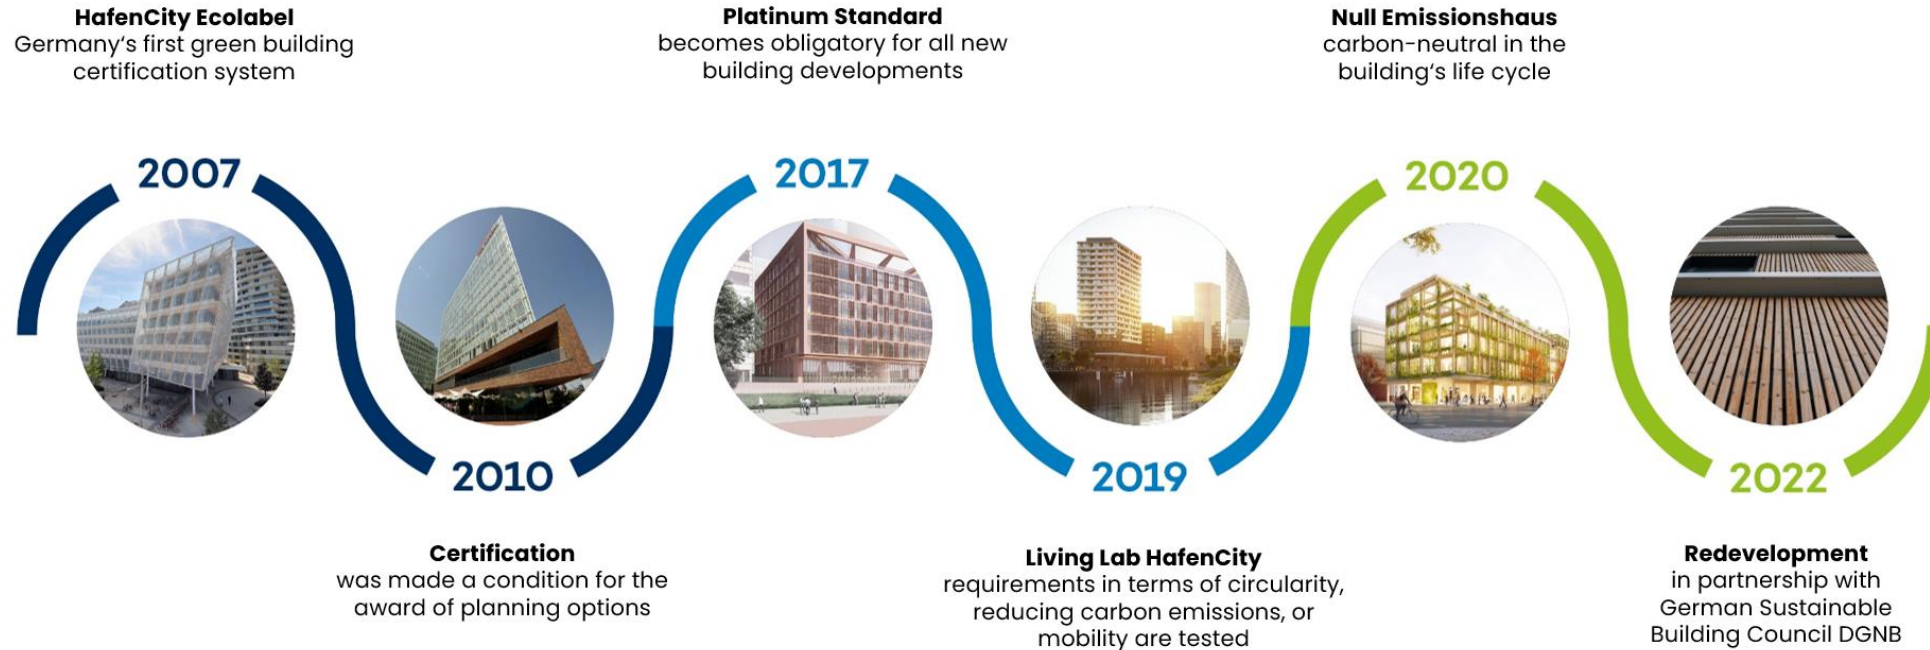 HafenCity Ecolabel
Germany‘s first green building
certification system
2007
2010
Certification
was made a condition for the
award of planning options
Platinum Standard
becomes obligatory for all new
building developments
2017
2019
Living Lab HafenCity
requirements in terms of circularity,
reducing carbon emissions, or
mobility are tested
Null Emissionshaus
carbon-neutral in the
building‘s life cycle
2020
2022
Redevelopment
in partnership with
German Sustainable
Building Council DGNB